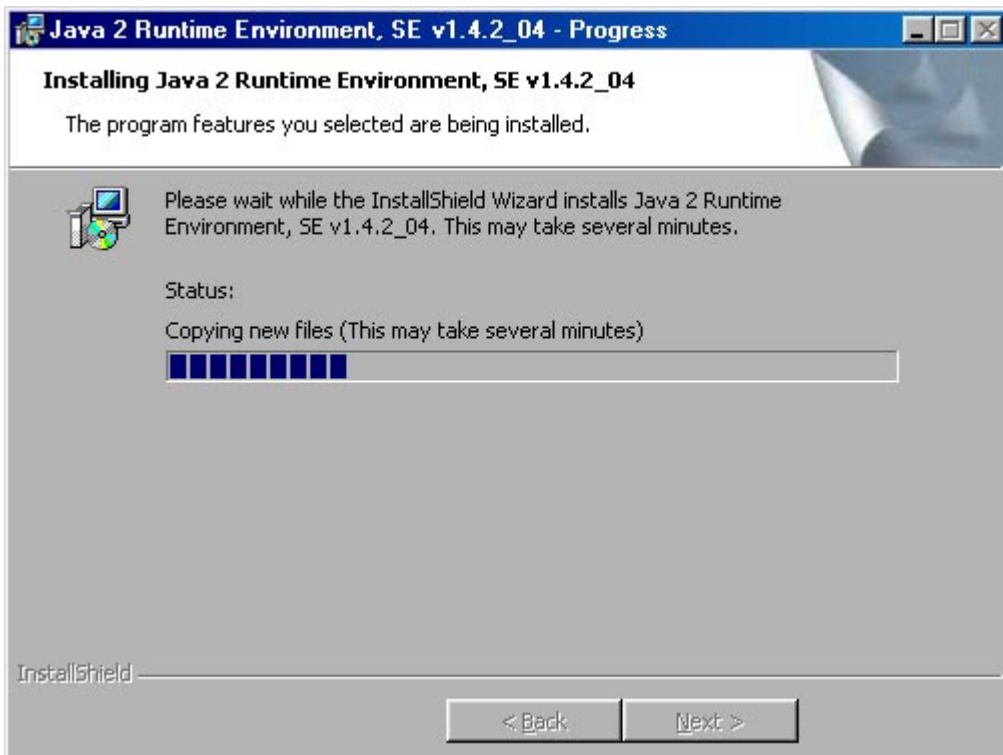 Java 2 Runtime Environment, SE v1.4.2_04 - Progress
Installing Java 2 Runtime Environment, SE v1.4.2_04
The program features you selected are being installed.
Please wait while the InstallShield Wizard installs Java 2 Runtime
Environment, SE v1.4.2_04. This may take several minutes.
Status:
Copying new files (This may take several minutes)
InstallShield
< Back
Next >